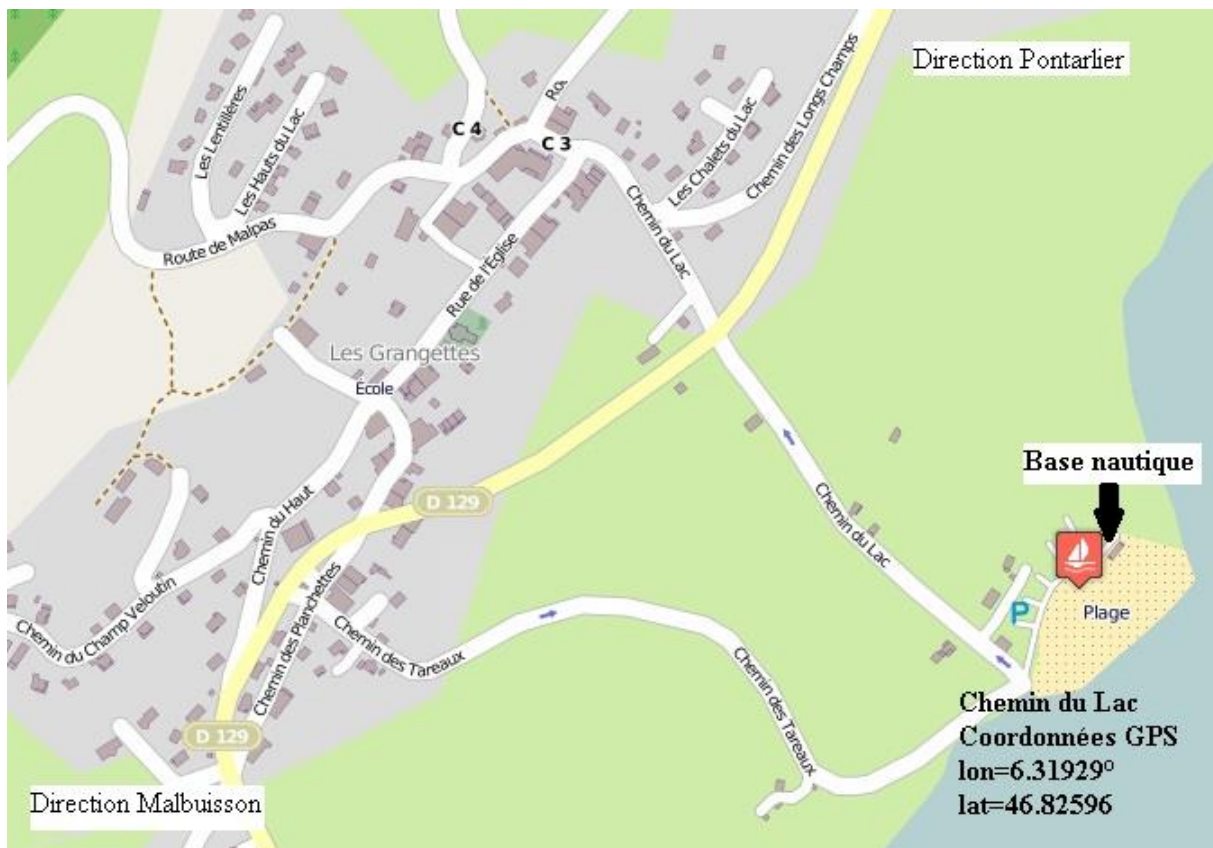 Direction Pontarlier
Les Lentillères
Les Hauts du Lac
C 4
C 3
Les Chalets du Lac
Chemin des Longs Champs
Route de Malpas
Rue de l'Église
Chemin du Lac
Les Grangettes
École
Base nautique
D 129
Chemin du Haut
Chemin du Lac
Chemin du Champ Veloutin
Chemin des Planchettes
Chemin des Tareaux
P
Plage
Chemin des Tareaux
D 129
Chemin du Lac
Coordonnées GPS
lon=6.31929°
lat=46.82596
Direction Malbuisson